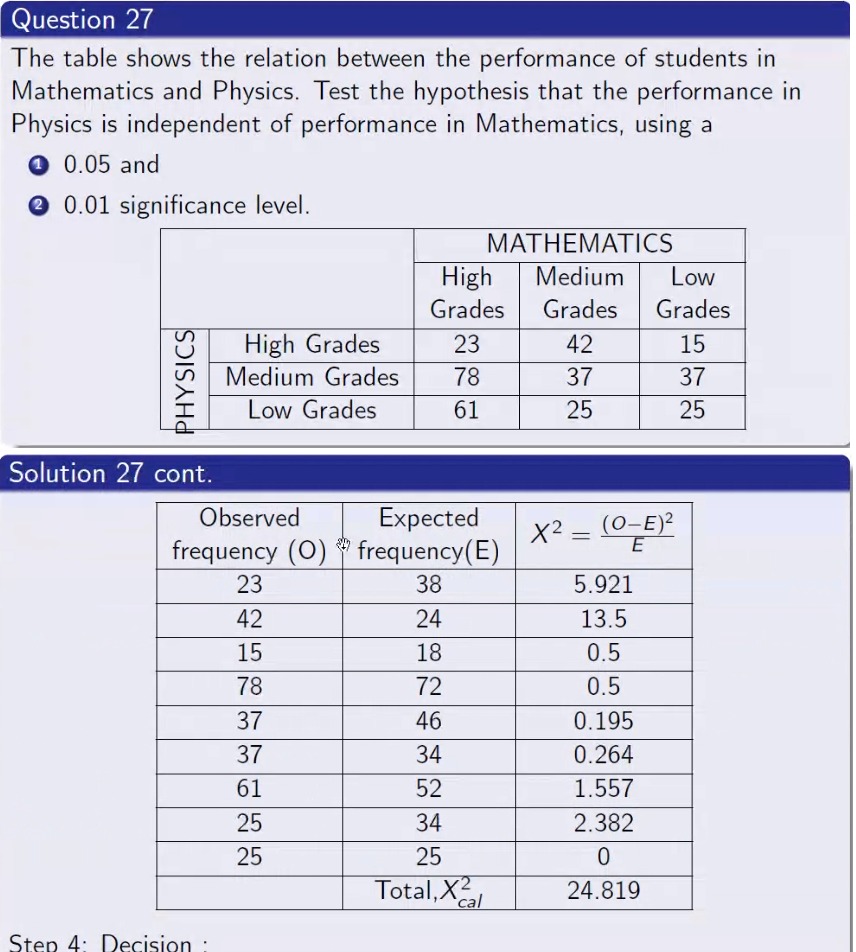 Question 27
The table shows the relation between the performance of students in
Mathematics and Physics. Test the hypothesis that the performance in
Physics is independent of performance in Mathematics, using a
1 0.05 and
2 0.01 significance level.
MATHEMATICS
High Grades Medium Grades Low Grades
PHYSICS
High Grades 23 42 15
Medium Grades 78 37 37
Low Grades 61 25 25
Solution 27 cont.
Observed frequency (O) Expected frequency(E) X² = (O−E)²/E
23 38 5.921
42 24 13.5
15 18 0.5
78 72 0.5
37 46 0.195
37 34 0.264
61 52 1.557
25 34 2.382
25 25 0
Total,X²cal 24.819
Step 4: Decision :